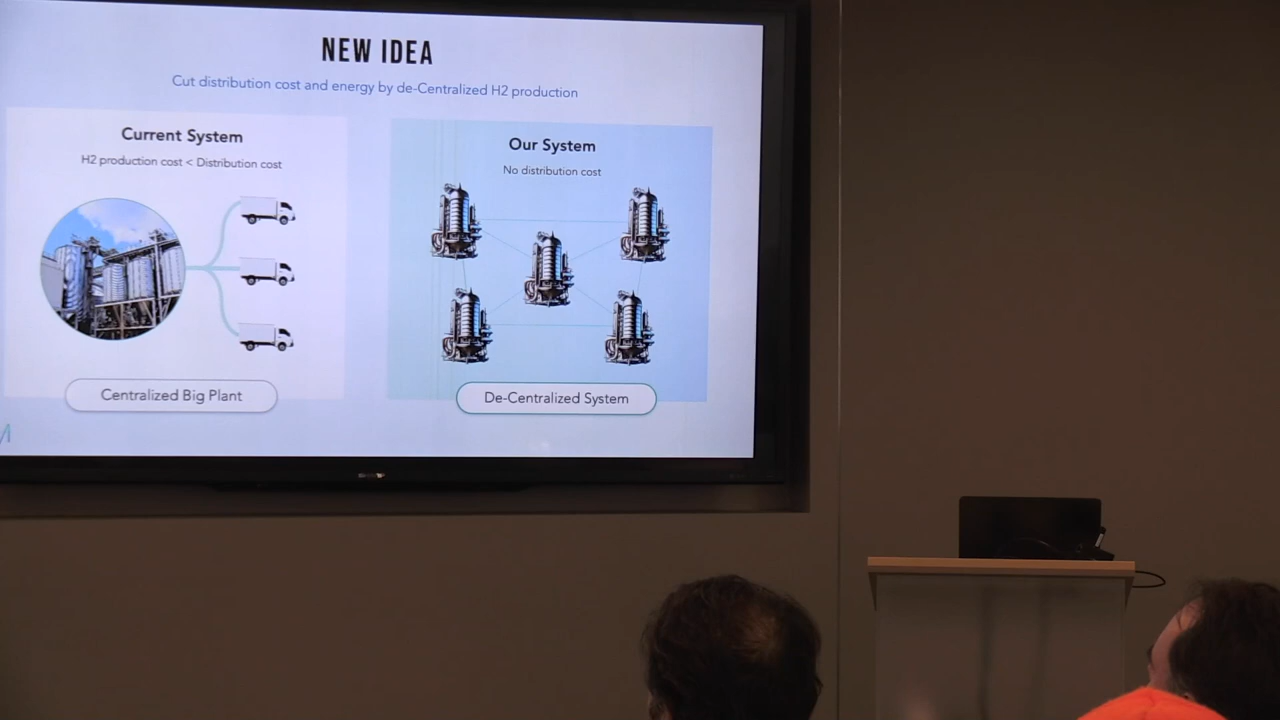 NEW IDEA
Cut distribution cost and energy by de-Centralized H2 production
Current System
H2 production cost < Distribution cost
Centralized Big Plant
Our System
No distribution cost
De-Centralized System